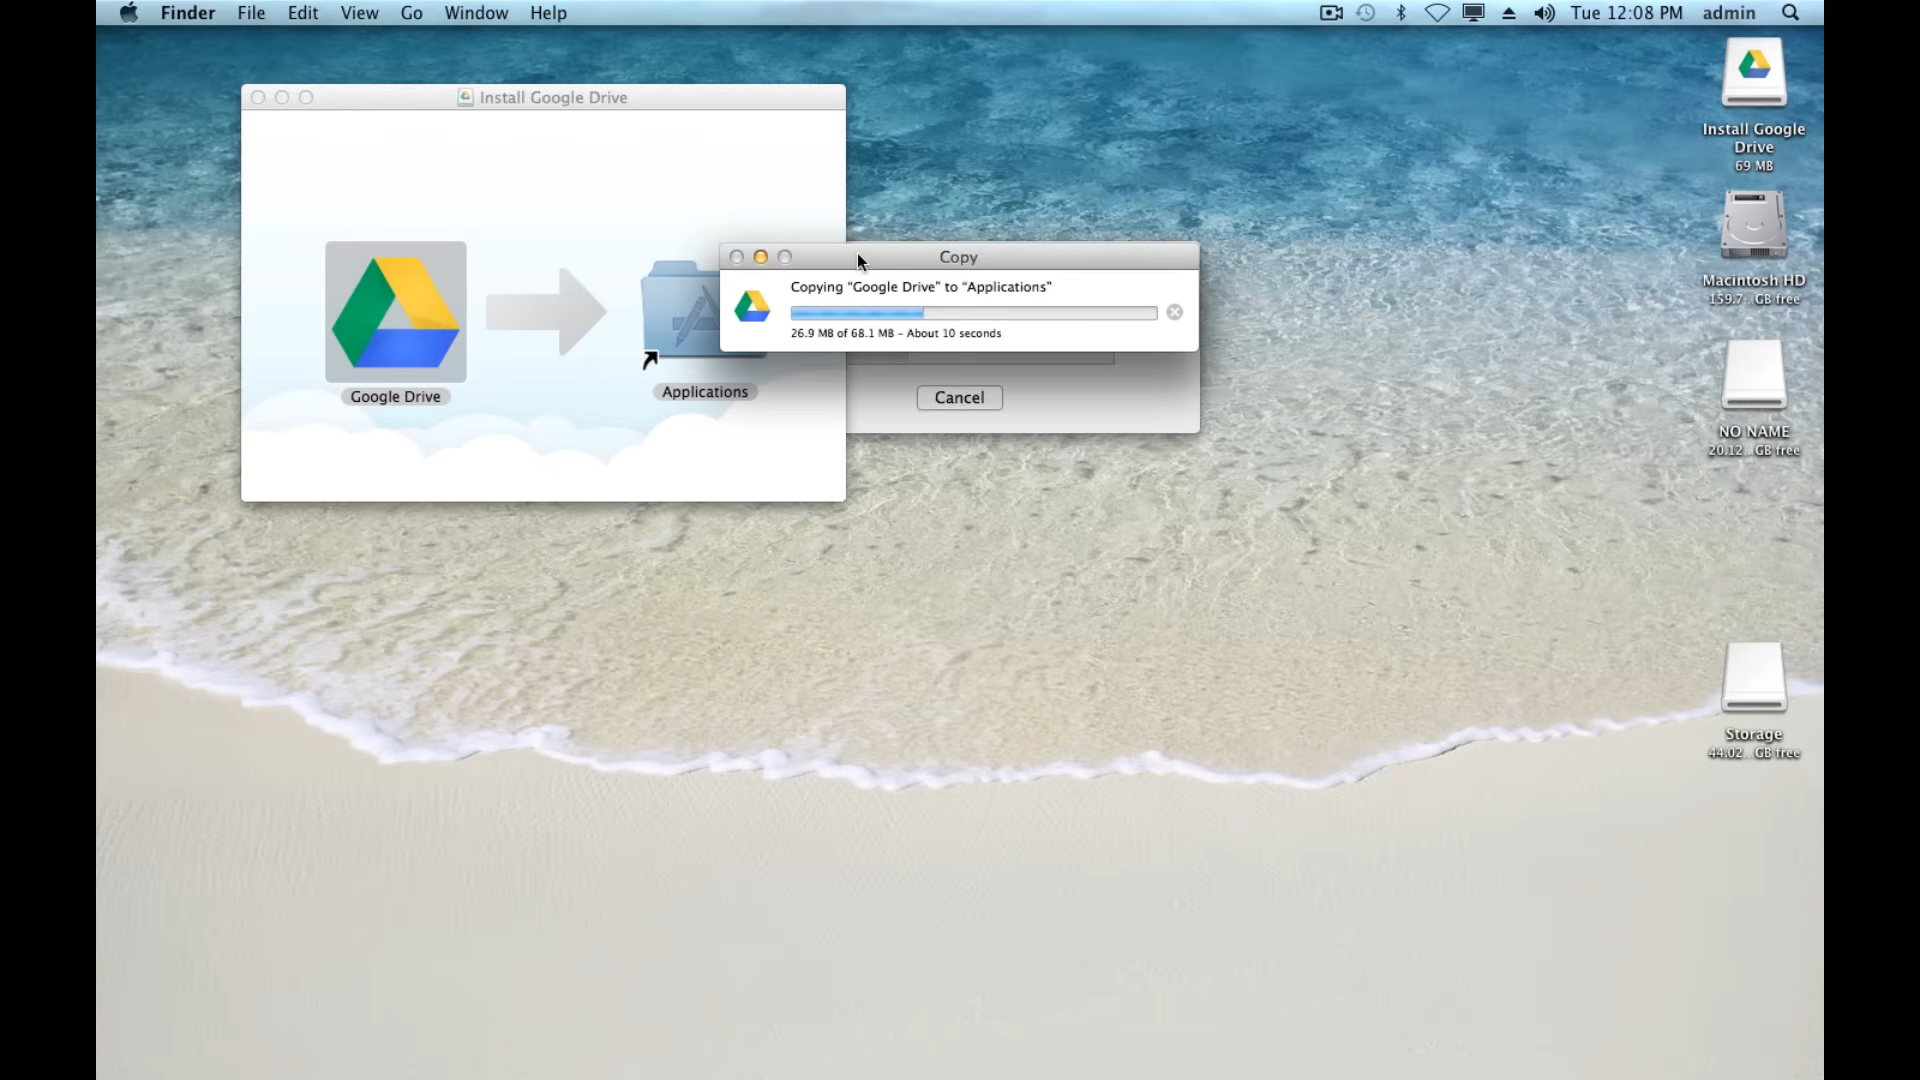 Finder File Edit View Go Window Help Tue 12:08 PM admin
Install Google Drive
Google Drive
Applications
Copy
Copying “Google Drive” to “Applications”
26.9 MB of 68.1 MB – About 10 seconds
Cancel
Install Google
Drive
69 MB
Macintosh HD
159.7...GB free
NO NAME
20.12...GB free
Storage
44.02...GB free